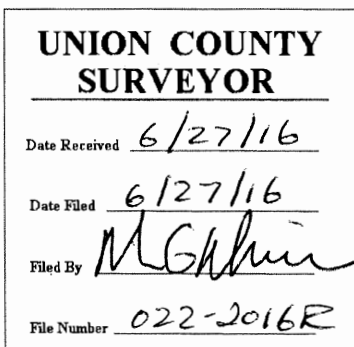 UNION COUNTY
SURVEYOR
Date Received 6/27/16
Date Filed 6/27/16
Filed By
File Number 022-2016R